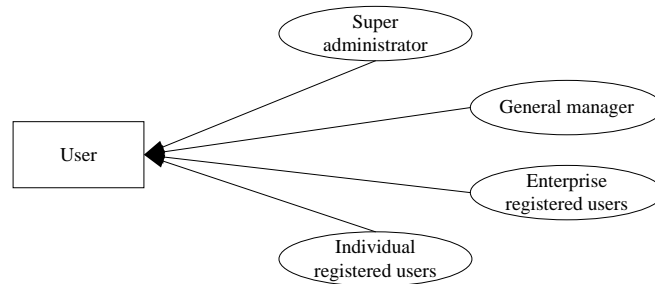 Super
administrator
General manager
User
Enterprise
registered users
Individual
registered users